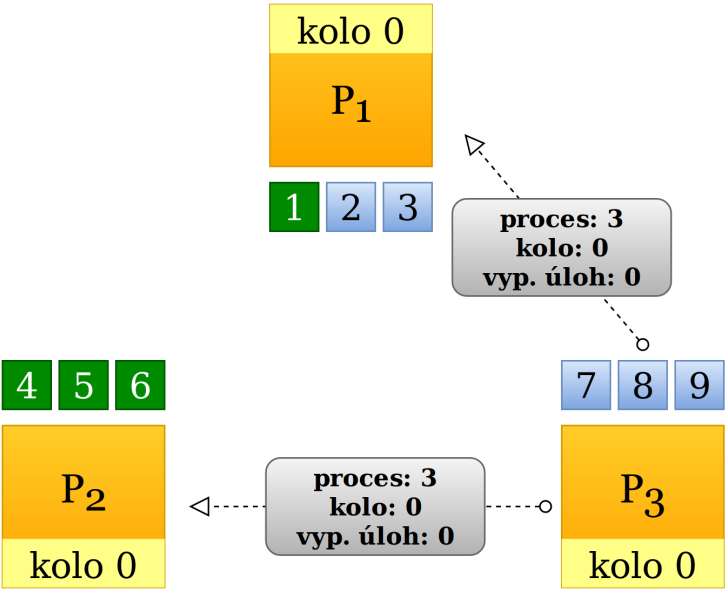 kolo 0
P1
1 2 3
proces: 3
kolo: 0
vyp. úloh: 0
4 5 6
7 8 9
P2
proces: 3
kolo: 0
vyp. úloh: 0
P3
kolo 0
kolo 0